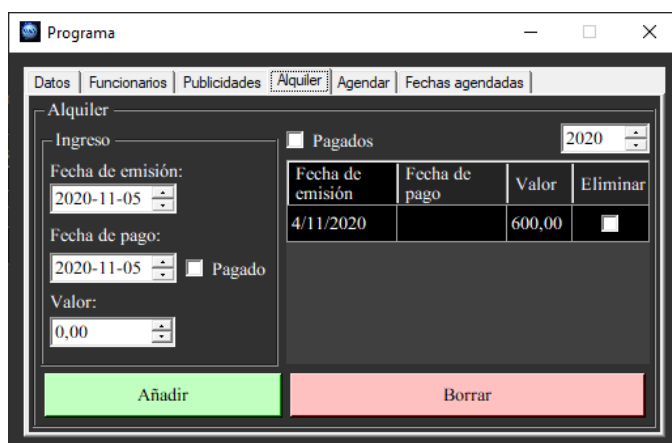 Programa
Datos Funcionarios Publicidades Alquiler Agendar Fechas agendadas
Alquiler
Ingreso
Fecha de emisión:
2020-11-05
Fecha de pago:
2020-11-05 Pagado
Valor:
0,00
Añadir
Pagados 2020
Fecha de emisión Fecha de pago Valor Eliminar
4/11/2020 600,00
Borrar